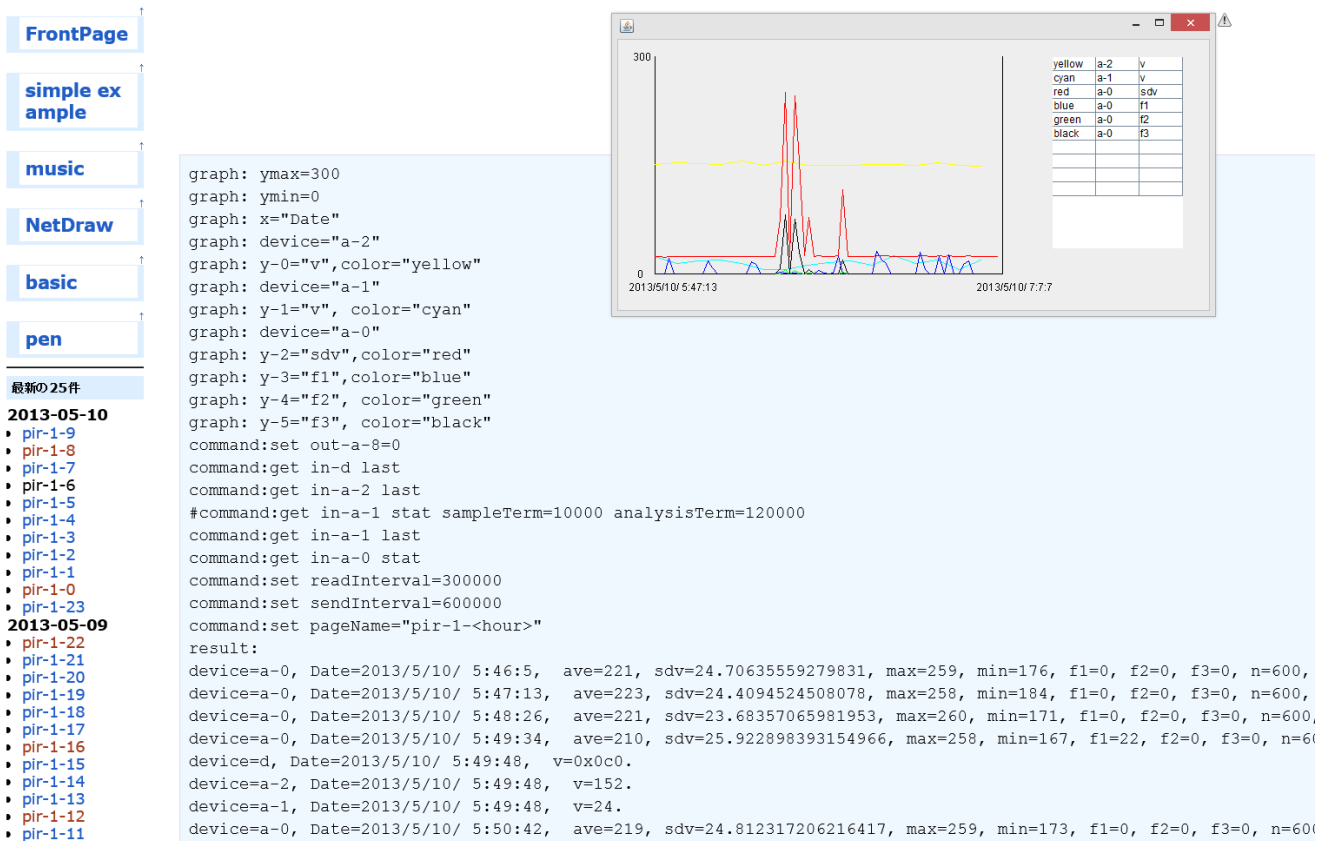 ↑
FrontPage
↑
simple ex
ample
↑
music
↑
NetDraw
↑
basic
↑
pen
最新の25件
2013-05-10
pir-1-9
pir-1-8
pir-1-7
pir-1-6
pir-1-5
pir-1-4
pir-1-3
pir-1-2
pir-1-1
pir-1-0
pir-1-23
2013-05-09
pir-1-22
pir-1-21
pir-1-20
pir-1-19
pir-1-18
pir-1-17
pir-1-16
pir-1-15
pir-1-14
pir-1-13
pir-1-12
pir-1-11
300
0
2013/5/10/ 5:47:13
2013/5/10/ 7:7:7
yellow a-2 v
cyan a-1 v
red a-0 sdv
blue a-0 f1
green a-0 f2
black a-0 f3
graph: ymax=300
graph: ymin=0
graph: x="Date"
graph: device="a-2"
graph: y-0="v",color="yellow"
graph: device="a-1"
graph: y-1="v", color="cyan"
graph: device="a-0"
graph: y-2="sdv",color="red"
graph: y-3="f1",color="blue"
graph: y-4="f2", color="green"
graph: y-5="f3", color="black"
command:set out-a-8=0
command:get in-d last
command:get in-a-2 last
#command:get in-a-1 stat sampleTerm=10000 analysisTerm=120000
command:get in-a-1 last
command:get in-a-0 stat
command:set readInterval=300000
command:set sendInterval=600000
command:set pageName="pir-1-<hour>"
result:
device=a-0, Date=2013/5/10/ 5:46:5, ave=221, sdv=24.70635559279831, max=259, min=176, f1=0, f2=0, f3=0, n=600,
device=a-0, Date=2013/5/10/ 5:47:13, ave=223, sdv=24.4094524508078, max=258, min=184, f1=0, f2=0, f3=0, n=600,
device=a-0, Date=2013/5/10/ 5:48:26, ave=221, sdv=23.68357065981953, max=260, min=171, f1=0, f2=0, f3=0, n=600,
device=a-0, Date=2013/5/10/ 5:49:34, ave=210, sdv=25.922898393154966, max=258, min=167, f1=22, f2=0, f3=0, n=60
device=d, Date=2013/5/10/ 5:49:48, v=0x0c0.
device=a-2, Date=2013/5/10/ 5:49:48, v=152.
device=a-1, Date=2013/5/10/ 5:49:48, v=24.
device=a-0, Date=2013/5/10/ 5:50:42, ave=219, sdv=24.812317206216417, max=259, min=173, f1=0, f2=0, f3=0, n=600